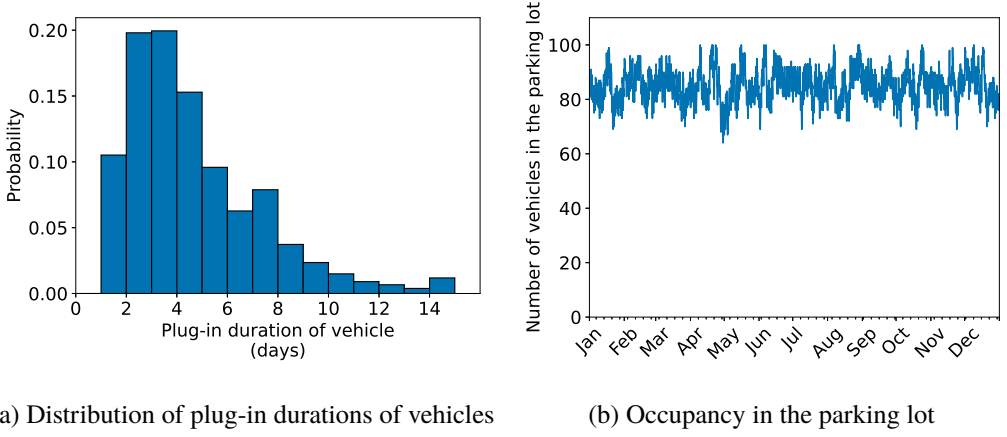 0.20
0.15
0.10
0.05
0.00
Probability
0 2 4 6 8 10 12 14
Plug-in duration of vehicle
(days)
a) Distribution of plug-in durations of vehicles
100
80
60
40
20
0
Number of vehicles in the parking lot
Jan Feb Mar Apr May Jun Jul Aug Sep Oct Nov Dec
(b) Occupancy in the parking lot